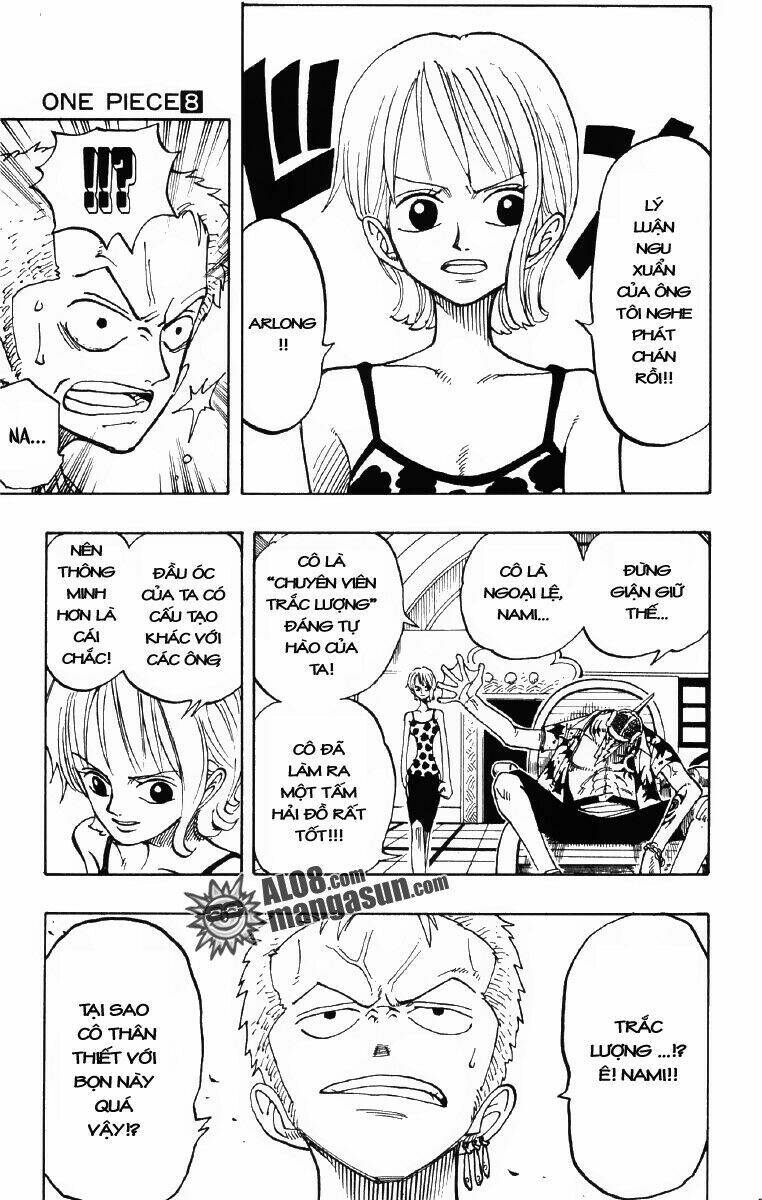 ONE PIECE 8
LÝ
LUẬN
NGU
XUẨN
CỦA ÔNG
TÔI NGHE
PHÁT
CHÁN
RỒI!!
ARLONG
!!
!!?
NA...
ĐỪNG
GIẬN GIỮ
THẾ...
CÔ LÀ
NGOẠI LỆ,
NAMI...
CÔ LÀ
“CHUYÊN VIÊN
TRẮC LƯỢNG”
ĐÁNG TỰ
HÀO CỦA
TA!
CÔ ĐÃ
LÀM RA
MỘT TẤM
HẢI ĐỒ RẤT
TỐT!!!
ĐẦU ÓC
CỦA TA CÓ
CẤU TẠO
KHÁC VỚI
CÁC ÔNG,
NÊN
THÔNG
MINH
HƠN LÀ
CÁI
CHẮC!
AL08.com
mangasun.com
TRẮC
LƯỢNG ...!?
Ê! NAMI!!
TẠI SAO
CÔ THÂN
THIẾT VỚI
BỌN NÀY
QUÁ
VẬY!?